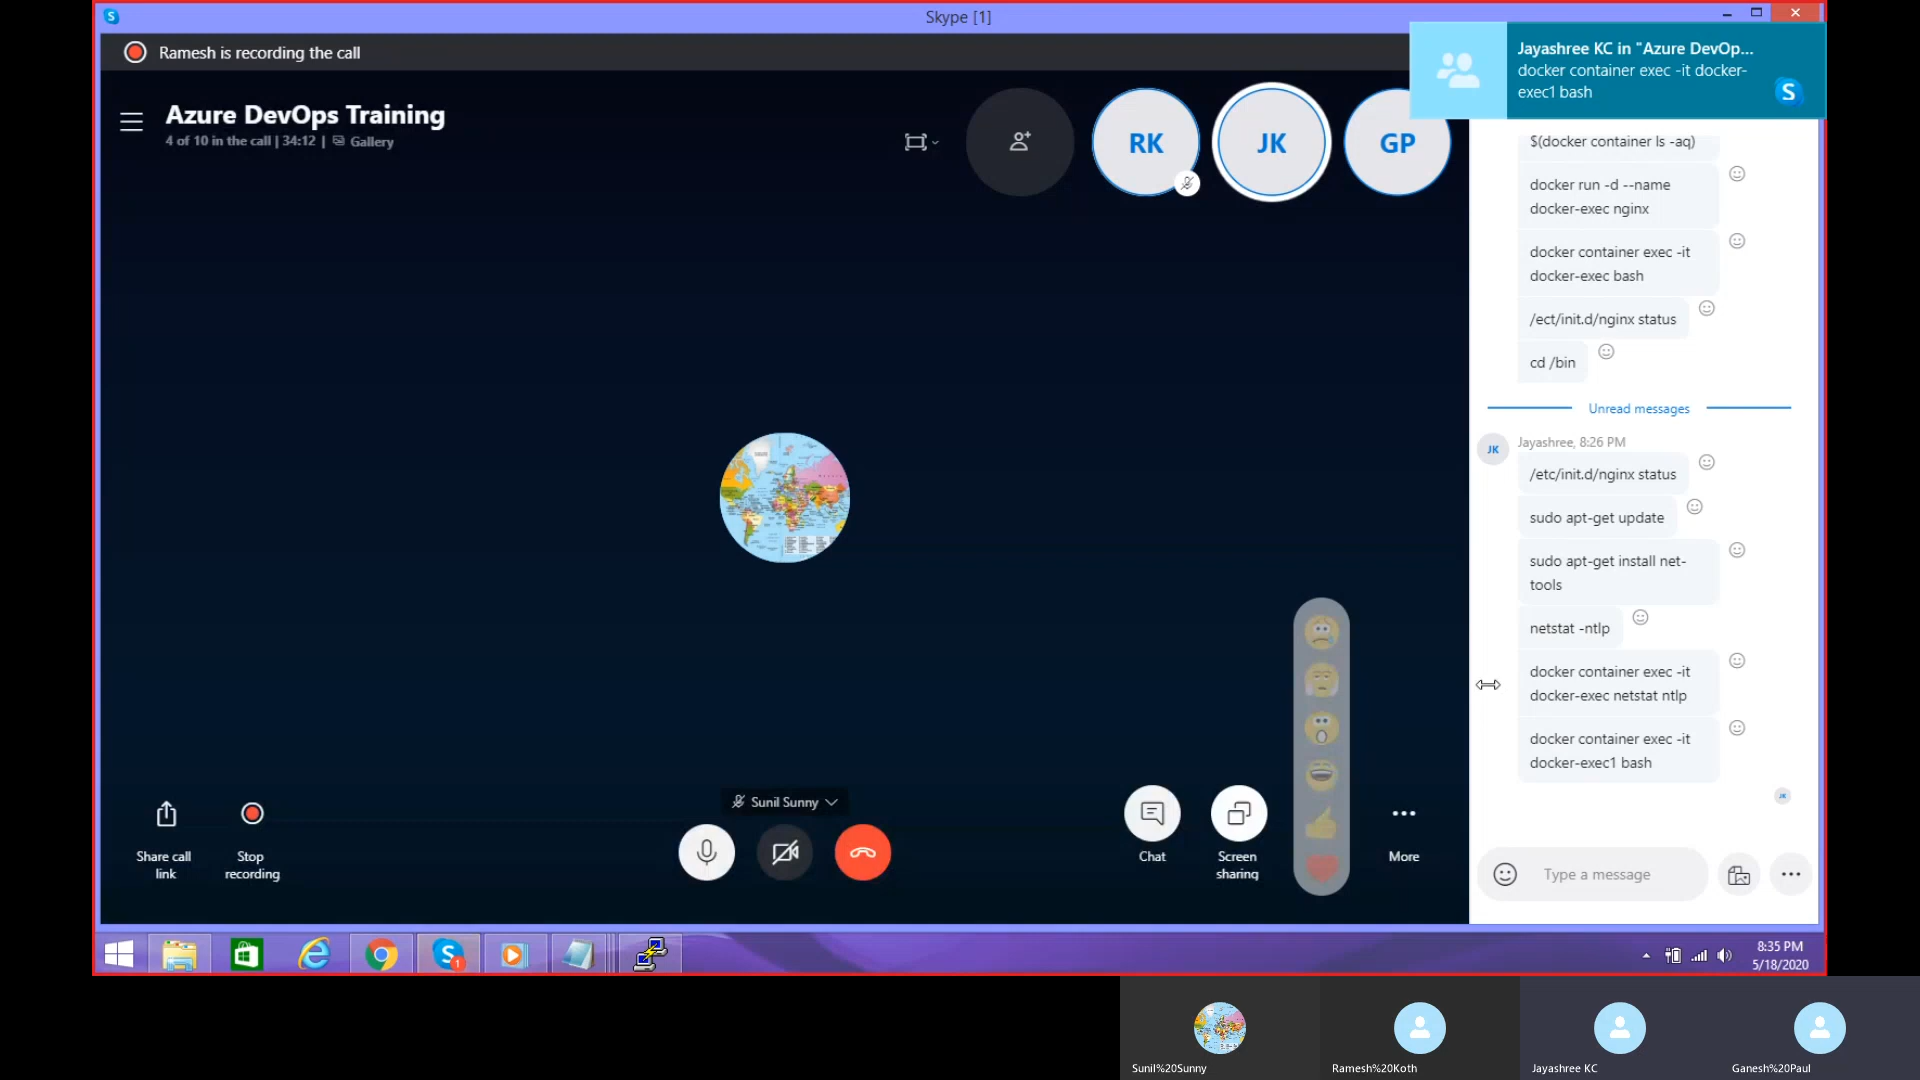 Skype [1]
Ramesh is recording the call
Jayashree KC in "Azure DevOp...
docker container exec -it docker-
exec1 bash
Azure DevOps Training
4 of 10 in the call | 34:12 | Gallery
RK
JK
GP
$(docker container ls -aq)
docker run -d --name
docker-exec nginx
docker container exec -it
docker-exec bash
/ect/init.d/nginx status
cd /bin
Unread messages
JK
Jayashree, 8:26 PM
/etc/init.d/nginx status
sudo apt-get update
sudo apt-get install net-
tools
netstat -ntlp
docker container exec -it
docker-exec netstat ntlp
docker container exec -it
docker-exec1 bash
JK
Sunil Sunny
Share call
link
Stop
recording
Chat
Screen
sharing
More
Type a message
8:35 PM
5/18/2020
Sunil%20Sunny
Ramesh%20Koth
Jayashree KC
Ganesh%20Paul